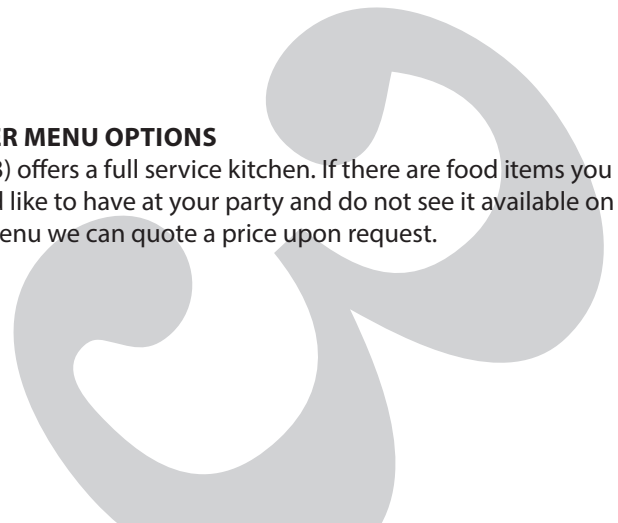 ER MENU OPTIONS
3) offers a full service kitchen. If there are food items you
l like to have at your party and do not see it available on
enu we can quote a price upon request.